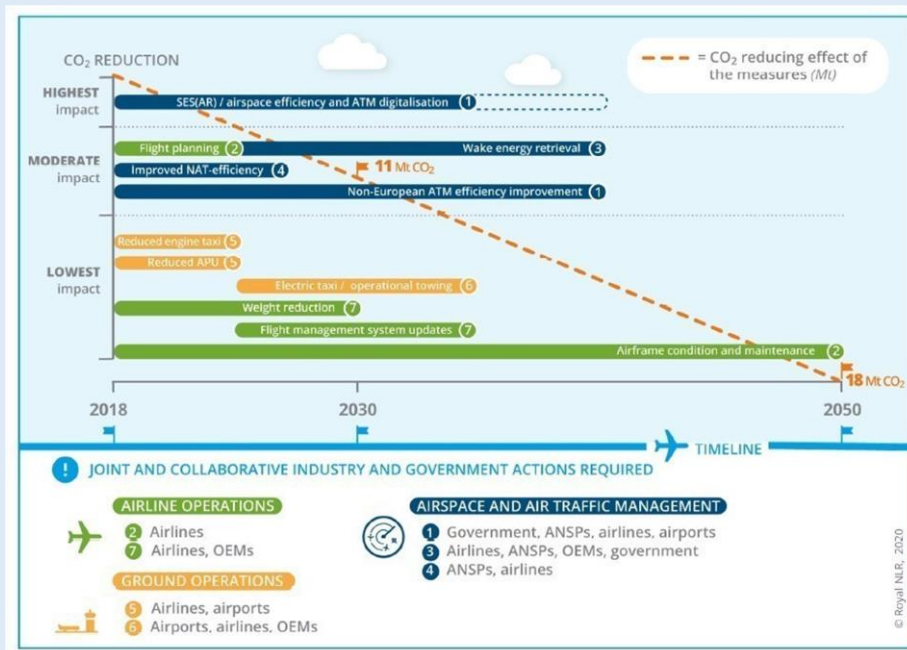 CO₂ REDUCTION
= CO₂ reducing effect of
the measures (Mt)
HIGHEST
impact
SES(AR) / airspace efficiency and ATM digitalisation 1
MODERATE
impact
Flight planning 2
Wake energy retrieval 3
Improved NAT-efficiency 4
11 Mt CO₂
Non-European ATM efficiency improvement 1
LOWEST
impact
Reduced engine taxi 5
Reduced APU 5
Electric taxi / operational towing 6
Weight reduction 7
Flight management system updates 7
Airframe condition and maintenance 2
18 Mt CO₂
2018
2030
2050
TIMELINE
! JOINT AND COLLABORATIVE INDUSTRY AND GOVERNMENT ACTIONS REQUIRED
AIRLINE OPERATIONS
2 Airlines
7 Airlines, OEMs
GROUND OPERATIONS
5 Airlines, airports
6 Airports, airlines, OEMs
AIRSPACE AND AIR TRAFFIC MANAGEMENT
1 Government, ANSPs, airlines, airports
3 Airlines, ANSPs, OEMs, government
4 ANSPs, airlines
© Royal NLR, 2020